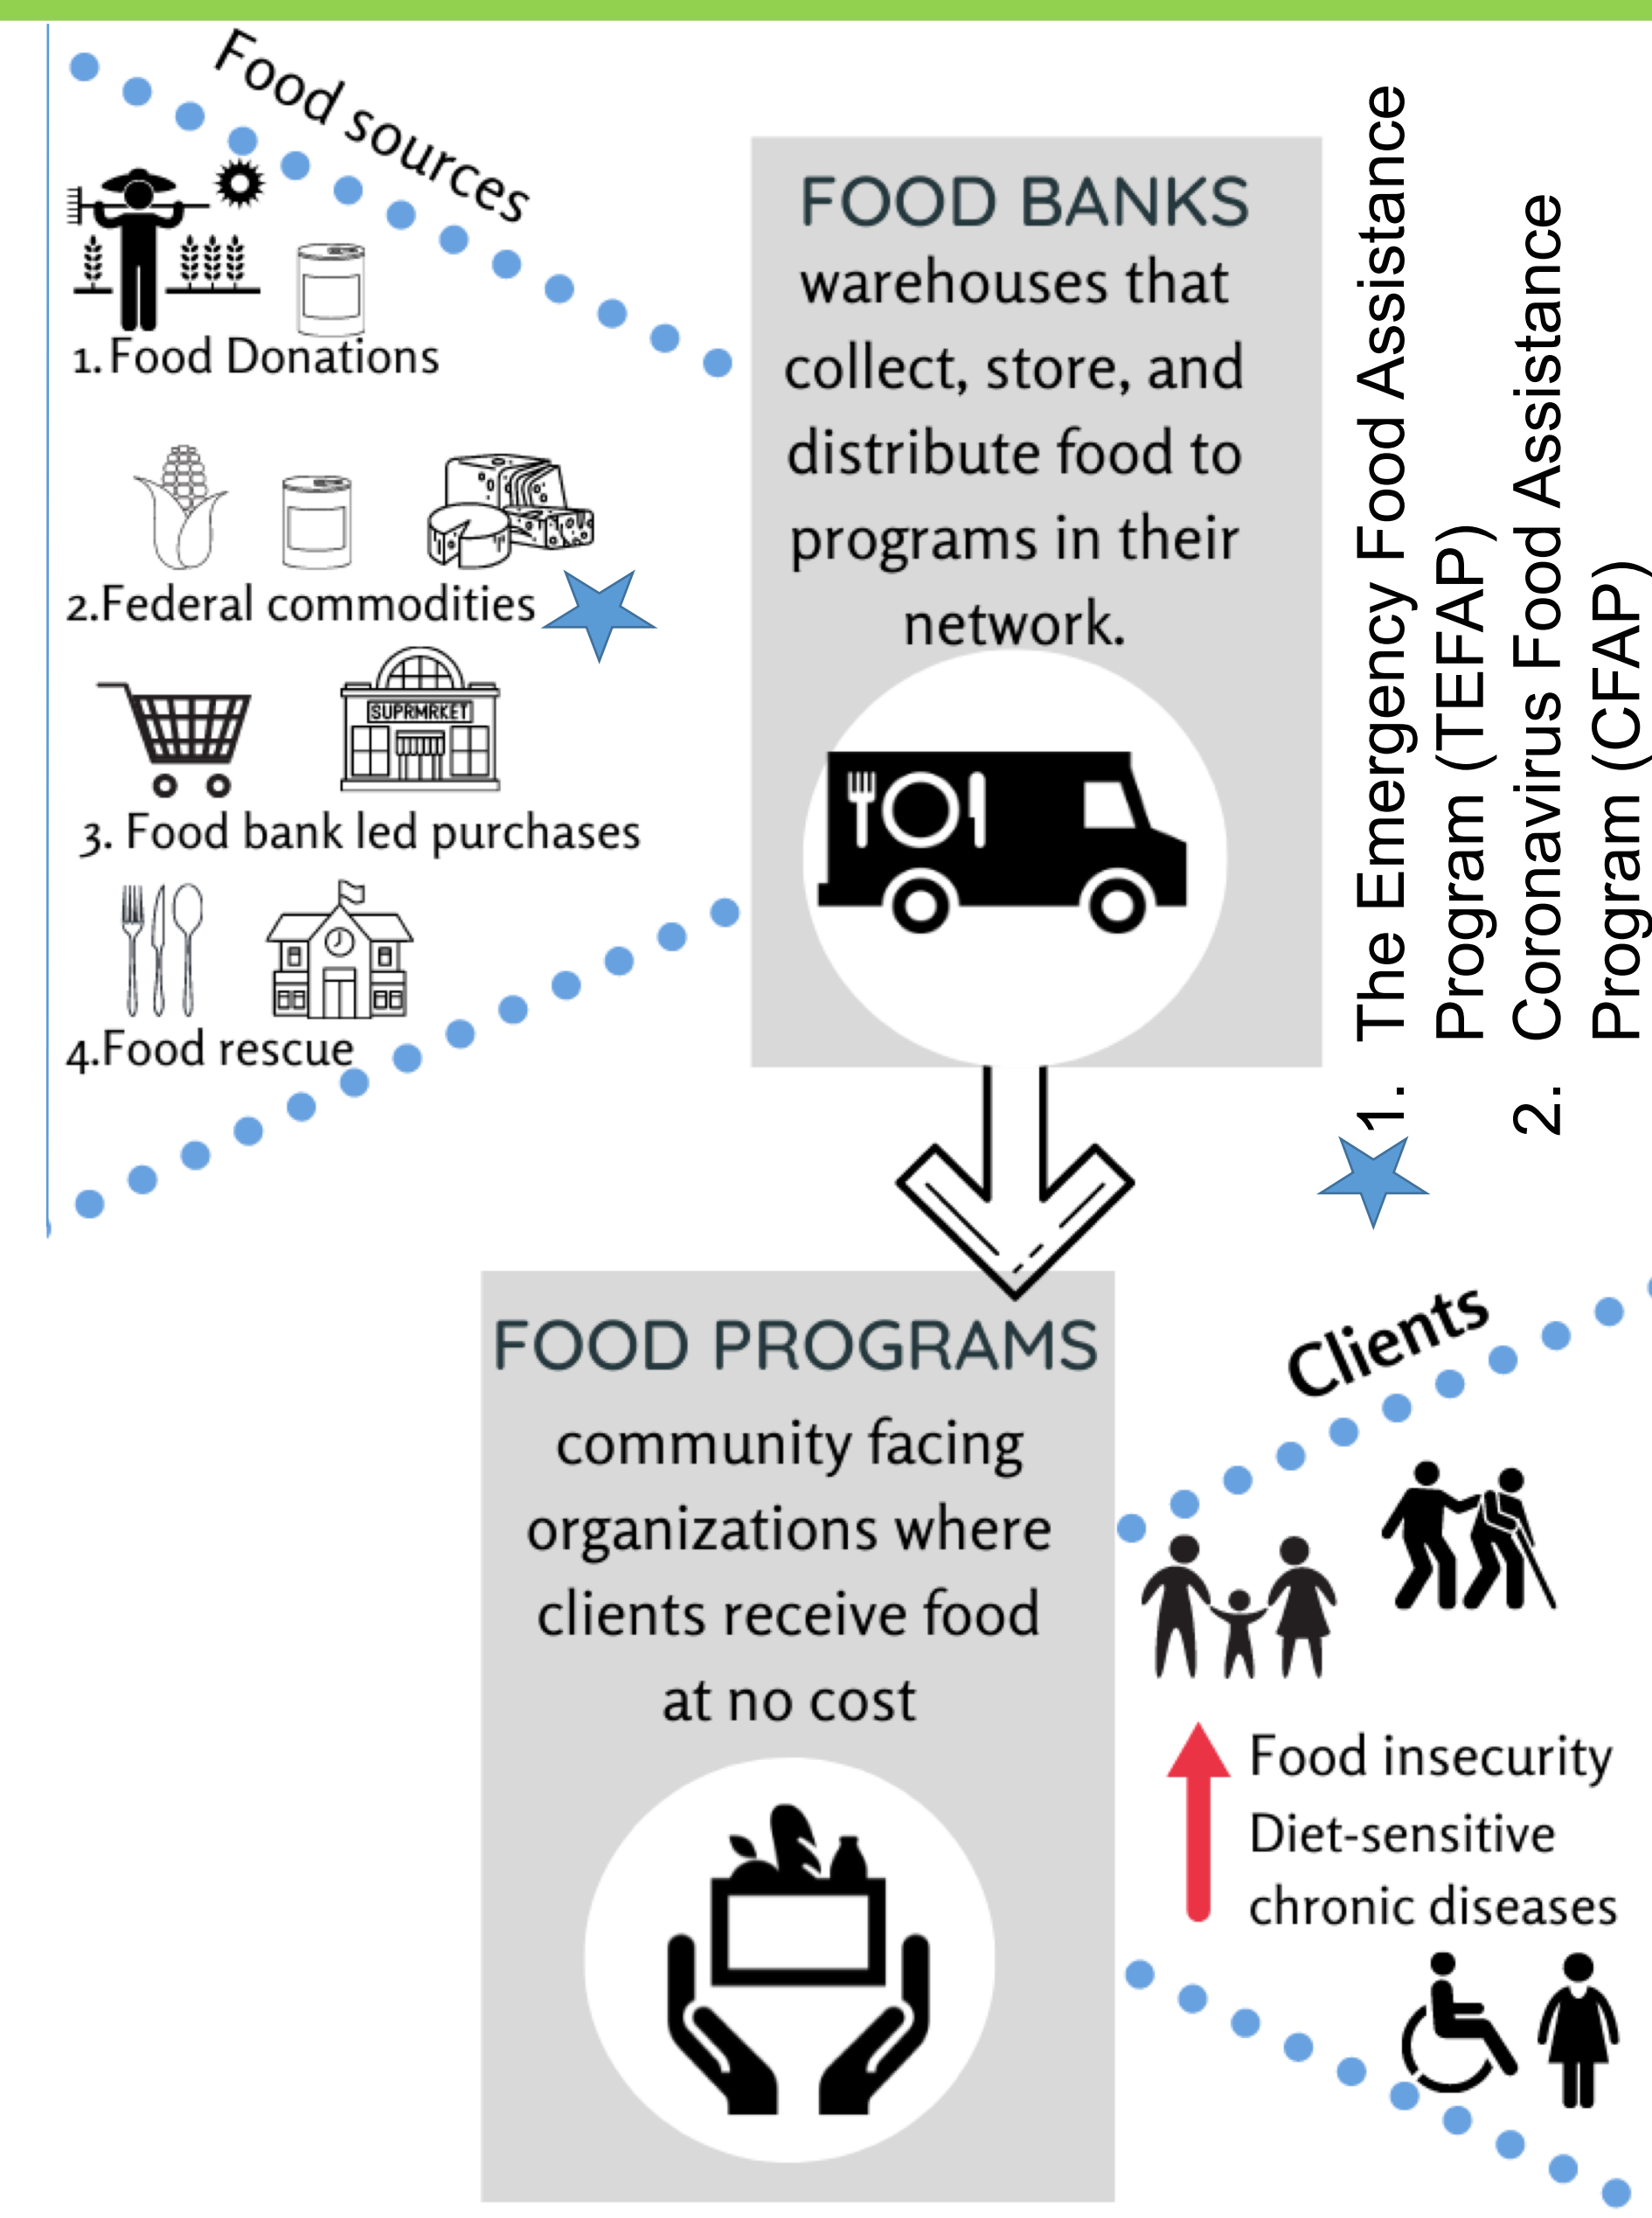 Food sources
1. Food Donations
2.Federal commodities
SUPRMRKET
3. Food bank led purchases
4.Food rescue
FOOD BANKS
warehouses that
collect, store, and
distribute food to
programs in their
network.
1. The Emergency Food Assistance
Program (TEFAP)
2. Coronavirus Food Assistance
Program (CFAP)
FOOD PROGRAMS
community facing
organizations where
clients receive food
at no cost
Clients
Food insecurity
Diet-sensitive
chronic diseases